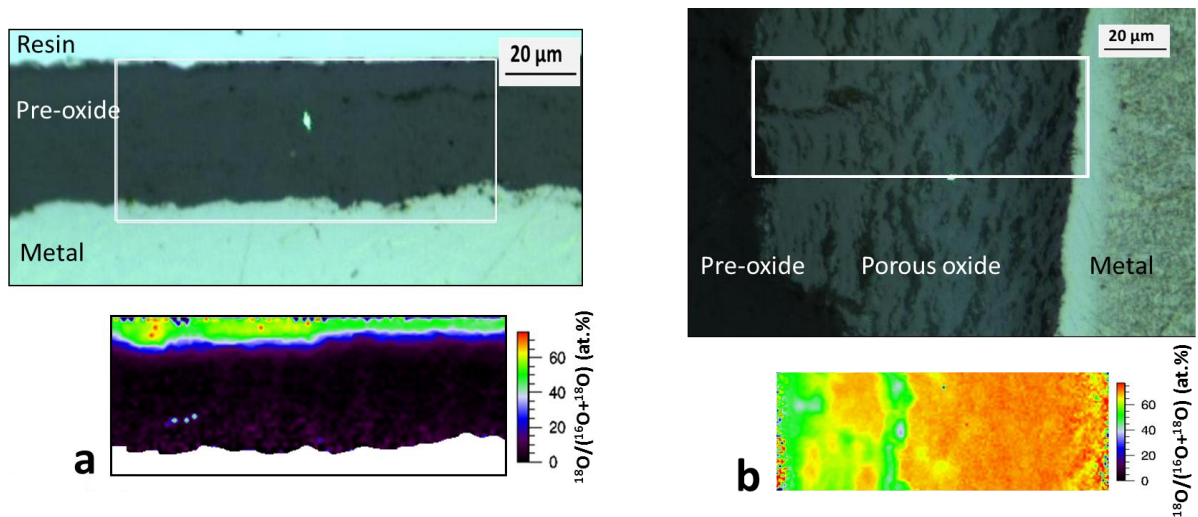 Resin
20 µm
Pre-oxide
Metal
60
40
20
0
¹⁸O/(¹⁶O+¹⁸O) (at.%)
a
20 µm
Pre-oxide Porous oxide Metal
60
40
20
0
¹⁸O/(¹⁶O+¹⁸O) (at.%)
b